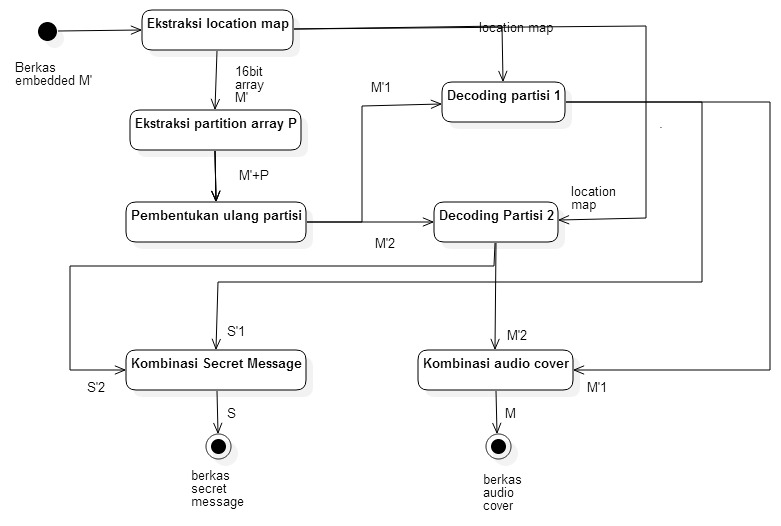 Ekstraksi location map
location map
Berkas
embedded M'
16bit
array
M'
M'1
Decoding partisi 1
Ekstraksi partition array P
M'+P
location
map
Pembentukan ulang partisi
Decoding Partisi 2
M'2
S'1
M'2
Kombinasi Secret Message
Kombinasi audio cover
S'2
M'1
S
M
berkas
secret
message
berkas
audio
cover